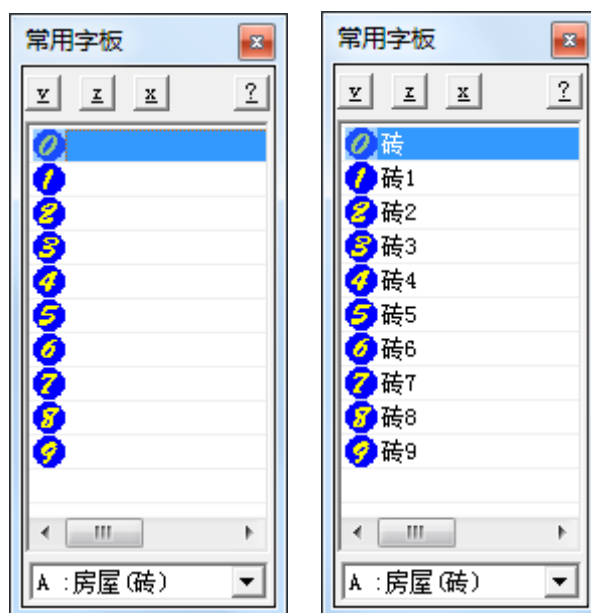 常用字板
x
v z x ?
0
1
2
3
4
5
6
7
8
9
A :房屋(砖)
常用字板
x
v z x ?
0 砖
1 砖1
2 砖2
3 砖3
4 砖4
5 砖5
6 砖6
7 砖7
8 砖8
9 砖9
A :房屋(砖)